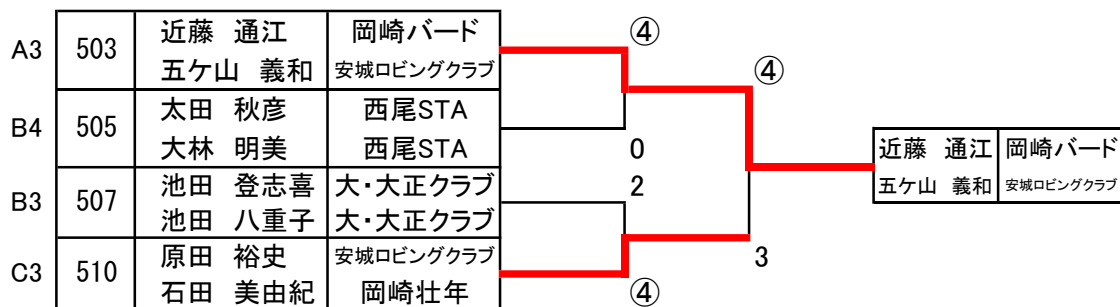 A3 503 近藤 通江 岡崎バード
五ケ山 義和 安城ロビングクラブ
B4 505 太田 秋彦 西尾STA
大林 明美 西尾STA
B3 507 池田 登志喜 大・大正クラブ
池田 八重子 大・大正クラブ
C3 510 原田 裕史 安城ロビングクラブ
石田 美由紀 岡崎壮年
④
0
2
④
④
3
近藤 通江 岡崎バード
五ケ山 義和 安城ロビングクラブ